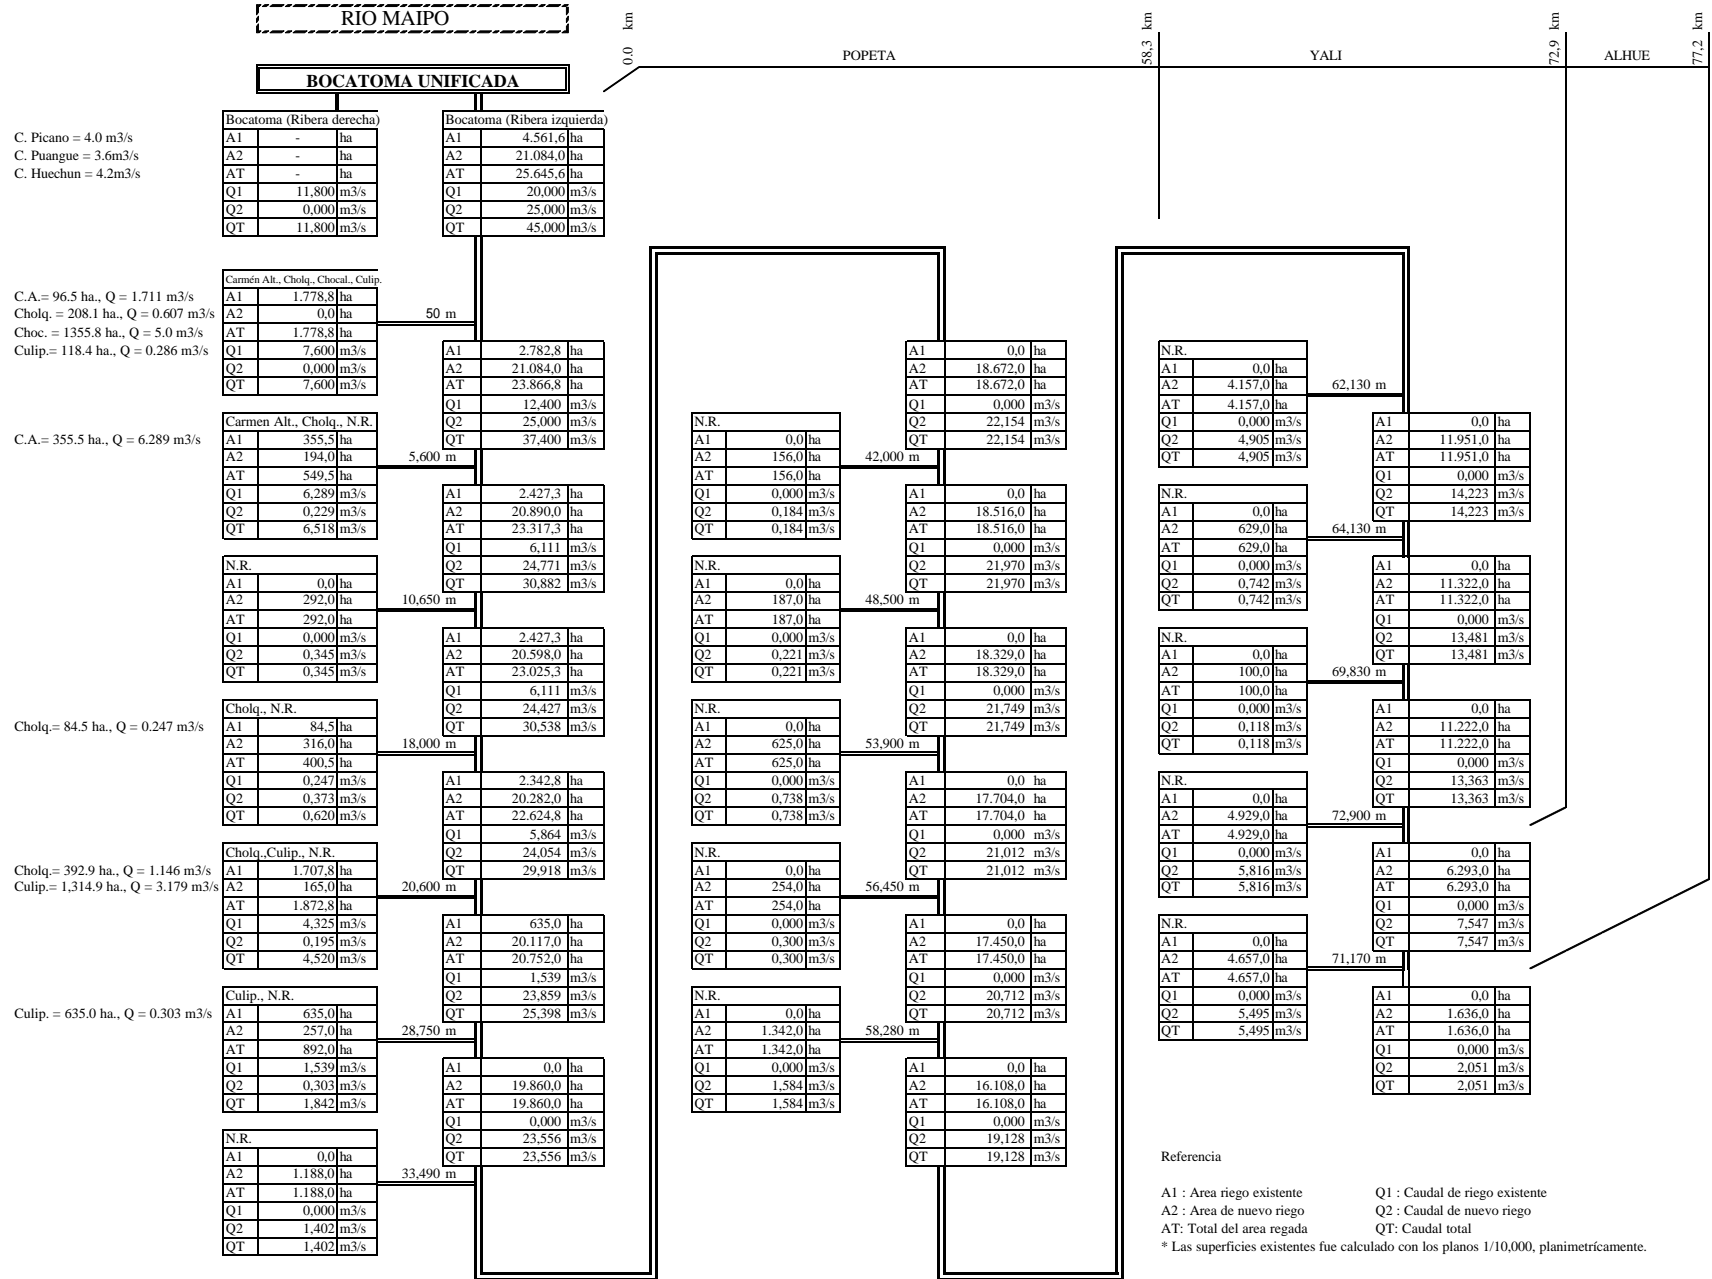 RIO MAIPO
0.0 km
POPETA
58,3 km
YALI
72,9 km
ALHUE
77,2 km
BOCATOMA UNIFICADA
C. Picano = 4.0 m3/s
C. Puangue = 3.6m3/s
C. Huechun = 4.2m3/s
Bocatoma (Ribera derecha)
A1 - ha
A2 - ha
AT - ha
Q1 11,800 m3/s
Q2 0,000 m3/s
QT 11,800 m3/s
Bocatoma (Ribera izquierda)
A1 4.561,6 ha
A2 21.084,0 ha
AT 25.645,6 ha
Q1 20,000 m3/s
Q2 25,000 m3/s
QT 45,000 m3/s
C.A.= 96.5 ha., Q = 1.711 m3/s
Cholq. = 208.1 ha., Q = 0.607 m3/s
Choc. = 1355.8 ha., Q = 5.0 m3/s
Culip.= 118.4 ha., Q = 0.286 m3/s
Carmén Alt., Cholq., Chocal., Culip.
A1 1.778,8 ha
A2 0,0 ha
AT 1.778,8 ha
Q1 7,600 m3/s
Q2 0,000 m3/s
QT 7,600 m3/s
50 m
A1 2.782,8 ha
A2 21.084,0 ha
AT 23.866,8 ha
Q1 12,400 m3/s
Q2 25,000 m3/s
QT 37,400 m3/s
C.A.= 355.5 ha., Q = 6.289 m3/s
Carmen Alt., Cholq., N.R.
A1 355,5 ha
A2 194,0 ha
AT 549,5 ha
Q1 6,289 m3/s
Q2 0,229 m3/s
QT 6,518 m3/s
5,600 m
A1 2.427,3 ha
A2 20.890,0 ha
AT 23.317,3 ha
Q1 6,111 m3/s
Q2 24,771 m3/s
QT 30,882 m3/s
N.R.
A1 0,0 ha
A2 292,0 ha
AT 292,0 ha
Q1 0,000 m3/s
Q2 0,345 m3/s
QT 0,345 m3/s
10,650 m
A1 2.427,3 ha
A2 20.598,0 ha
AT 23.025,3 ha
Q1 6,111 m3/s
Q2 24,427 m3/s
QT 30,538 m3/s
Cholq.= 84.5 ha., Q = 0.247 m3/s
Cholq., N.R.
A1 84,5 ha
A2 316,0 ha
AT 400,5 ha
Q1 0,247 m3/s
Q2 0,373 m3/s
QT 0,620 m3/s
18,000 m
A1 2.342,8 ha
A2 20.282,0 ha
AT 22.624,8 ha
Q1 5,864 m3/s
Q2 24,054 m3/s
QT 29,918 m3/s
Cholq.= 392.9 ha., Q = 1.146 m3/s
Culip.= 1,314.9 ha., Q = 3.179 m3/s
Cholq.,Culip., N.R.
A1 1.707,8 ha
A2 165,0 ha
AT 1.872,8 ha
Q1 4,325 m3/s
Q2 0,195 m3/s
QT 4,520 m3/s
20,600 m
A1 635,0 ha
A2 20.117,0 ha
AT 20.752,0 ha
Q1 1,539 m3/s
Q2 23,859 m3/s
QT 25,398 m3/s
Culip. = 635.0 ha., Q = 0.303 m3/s
Culip., N.R.
A1 635,0 ha
A2 257,0 ha
AT 892,0 ha
Q1 1,539 m3/s
Q2 0,303 m3/s
QT 1,842 m3/s
28,750 m
A1 0,0 ha
A2 19.860,0 ha
AT 19.860,0 ha
Q1 0,000 m3/s
Q2 23,556 m3/s
QT 23,556 m3/s
N.R.
A1 0,0 ha
A2 1.188,0 ha
AT 1.188,0 ha
Q1 0,000 m3/s
Q2 1,402 m3/s
QT 1,402 m3/s
33,490 m
A1 0,0 ha
A2 18.672,0 ha
AT 18.672,0 ha
Q1 0,000 m3/s
Q2 22,154 m3/s
QT 22,154 m3/s
N.R.
A1 0,0 ha
A2 156,0 ha
AT 156,0 ha
Q1 0,000 m3/s
Q2 0,184 m3/s
QT 0,184 m3/s
42,000 m
A1 0,0 ha
A2 18.516,0 ha
AT 18.516,0 ha
Q1 0,000 m3/s
Q2 21,970 m3/s
QT 21,970 m3/s
N.R.
A1 0,0 ha
A2 187,0 ha
AT 187,0 ha
Q1 0,000 m3/s
Q2 0,221 m3/s
QT 0,221 m3/s
48,500 m
A1 0,0 ha
A2 18.329,0 ha
AT 18.329,0 ha
Q1 0,000 m3/s
Q2 21,749 m3/s
QT 21,749 m3/s
N.R.
A1 0,0 ha
A2 625,0 ha
AT 625,0 ha
Q1 0,000 m3/s
Q2 0,738 m3/s
QT 0,738 m3/s
53,900 m
A1 0,0 ha
A2 17.704,0 ha
AT 17.704,0 ha
Q1 0,000 m3/s
Q2 21,012 m3/s
QT 21,012 m3/s
N.R.
A1 0,0 ha
A2 254,0 ha
AT 254,0 ha
Q1 0,000 m3/s
Q2 0,300 m3/s
QT 0,300 m3/s
56,450 m
A1 0,0 ha
A2 17.450,0 ha
AT 17.450,0 ha
Q1 0,000 m3/s
Q2 20,712 m3/s
QT 20,712 m3/s
N.R.
A1 0,0 ha
A2 1.342,0 ha
AT 1.342,0 ha
Q1 0,000 m3/s
Q2 1,584 m3/s
QT 1,584 m3/s
58,280 m
A1 0,0 ha
A2 16.108,0 ha
AT 16.108,0 ha
Q1 0,000 m3/s
Q2 19,128 m3/s
QT 19,128 m3/s
N.R.
A1 0,0 ha
A2 4.157,0 ha
AT 4.157,0 ha
Q1 0,000 m3/s
Q2 4,905 m3/s
QT 4,905 m3/s
62,130 m
A1 0,0 ha
A2 11.951,0 ha
AT 11.951,0 ha
Q1 0,000 m3/s
Q2 14,223 m3/s
QT 14,223 m3/s
N.R.
A1 0,0 ha
A2 629,0 ha
AT 629,0 ha
Q1 0,000 m3/s
Q2 0,742 m3/s
QT 0,742 m3/s
64,130 m
A1 0,0 ha
A2 11.322,0 ha
AT 11.322,0 ha
Q1 0,000 m3/s
Q2 13,481 m3/s
QT 13,481 m3/s
N.R.
A1 0,0 ha
A2 100,0 ha
AT 100,0 ha
Q1 0,000 m3/s
Q2 0,118 m3/s
QT 0,118 m3/s
69,830 m
A1 0,0 ha
A2 11.222,0 ha
AT 11.222,0 ha
Q1 0,000 m3/s
Q2 13,363 m3/s
QT 13,363 m3/s
N.R.
A1 0,0 ha
A2 4.929,0 ha
AT 4.929,0 ha
Q1 0,000 m3/s
Q2 5,816 m3/s
QT 5,816 m3/s
72,900 m
A1 0,0 ha
A2 6.293,0 ha
AT 6.293,0 ha
Q1 0,000 m3/s
Q2 7,547 m3/s
QT 7,547 m3/s
N.R.
A1 0,0 ha
A2 4.657,0 ha
AT 4.657,0 ha
Q1 0,000 m3/s
Q2 5,495 m3/s
QT 5,495 m3/s
71,170 m
A1 0,0 ha
A2 1.636,0 ha
AT 1.636,0 ha
Q1 0,000 m3/s
Q2 2,051 m3/s
QT 2,051 m3/s
Referencia
A1 : Area riego existente Q1 : Caudal de riego existente
A2 : Area de nuevo riego Q2 : Caudal de nuevo riego
AT: Total del area regada QT: Caudal total
* Las superficies existentes fue calculado con los planos 1/10,000, planimetrícamente.